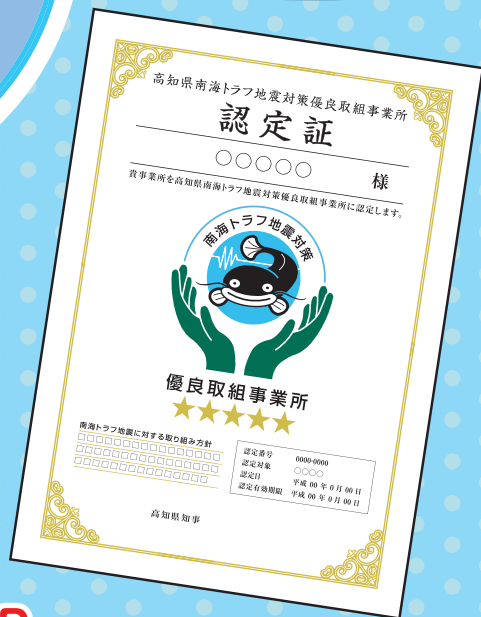 高知県南海トラフ地震対策優良取組事業所
認定証
○○○○○ 様
貴事業所を高知県南海トラフ地震対策優良取組事業所に認定します。
南海トラフ地震対策
優良取組事業所
★★★★★
南海トラフ地震に対する取り組み方針
□□□□□□□□□□□□□□□□
□□□□□□□□□□□□□□□□
□□□□□□□□□□□□□□□
認定番号 0000-0000
認定対象 ○○○○
認定日 平成 00 年 0 月 00 日
認定有効期限 平成 00 年 0 月 00 日
高知県知事